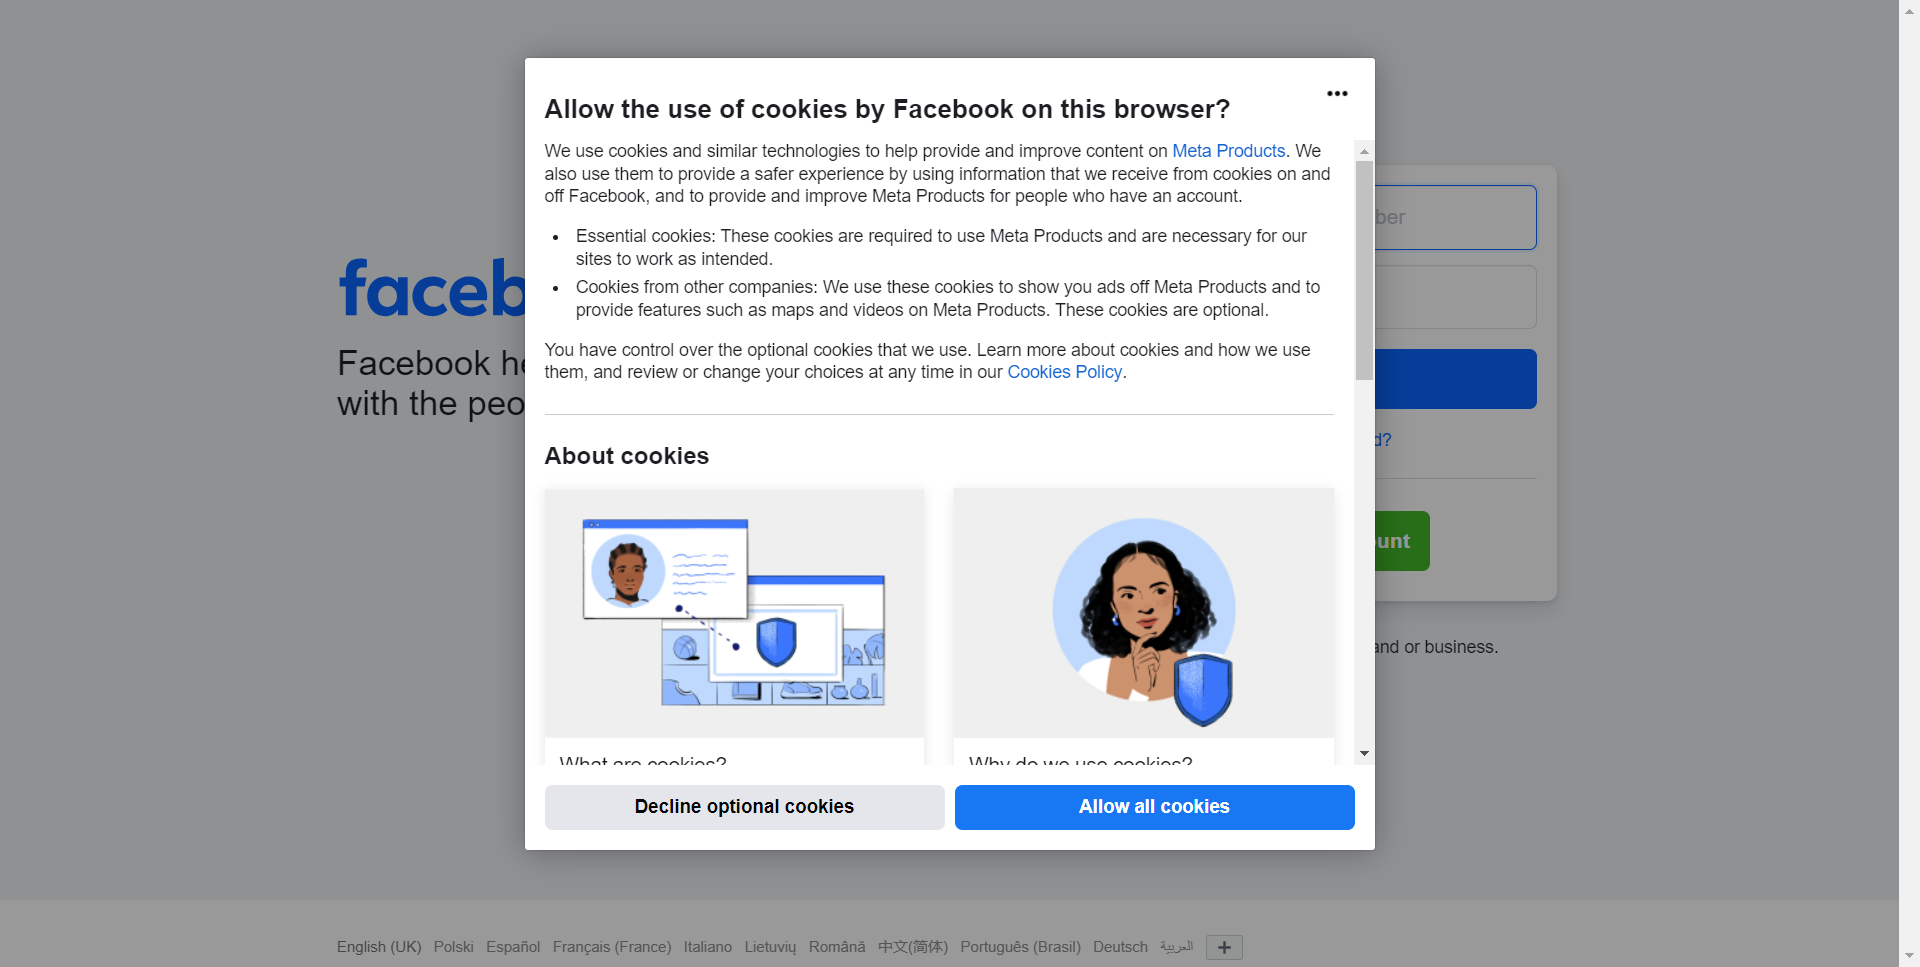 Allow the use of cookies by Facebook on this browser?
We use cookies and similar technologies to help provide and improve content on Meta Products. We
also use them to provide a safer experience by using information that we receive from cookies on and
off Facebook, and to provide and improve Meta Products for people who have an account.
• Essential cookies: These cookies are required to use Meta Products and are necessary for our
sites to work as intended.
• Cookies from other companies: We use these cookies to show you ads off Meta Products and to
provide features such as maps and videos on Meta Products. These cookies are optional.
You have control over the optional cookies that we use. Learn more about cookies and how we use
them, and review or change your choices at any time in our Cookies Policy.
About cookies
What are cookies?
Why do we use cookies?
Decline optional cookies
Allow all cookies
faceb
Facebook he
with the peo
ber
d?
unt
and or business.
English (UK) Polski Español Français (France) Italiano Lietuvių Română 中文(简体) Português (Brasil) Deutsch العربية